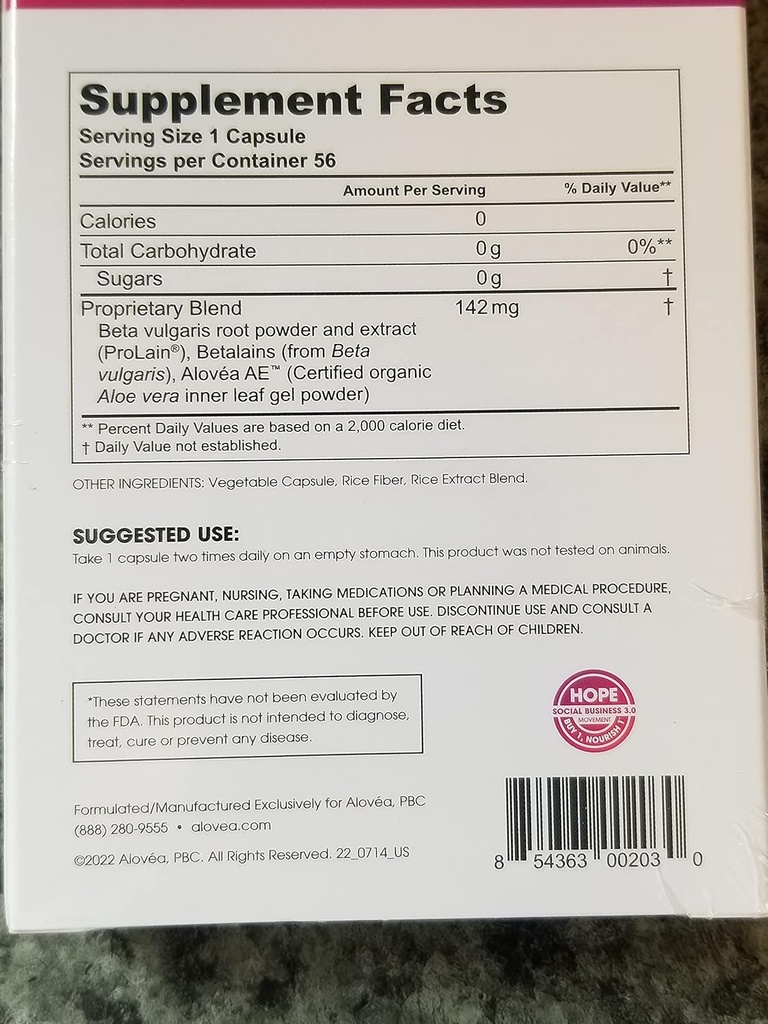 Supplement Facts
Serving Size 1 Capsule
Servings per Container 56
Amount Per Serving % Daily Value**
Calories 0
Total Carbohydrate 0 g 0%**
Sugars 0 g †
Proprietary Blend 142 mg †
Beta vulgaris root powder and extract
(ProLain®), Betalains (from Beta
vulgaris), Alovéa AE™ (Certified organic
Aloe vera inner leaf gel powder)
** Percent Daily Values are based on a 2,000 calorie diet.
† Daily Value not established.
OTHER INGREDIENTS: Vegetable Capsule, Rice Fiber, Rice Extract Blend.
SUGGESTED USE:
Take 1 capsule two times daily on an empty stomach. This product was not tested on animals.
IF YOU ARE PREGNANT, NURSING, TAKING MEDICATIONS OR PLANNING A MEDICAL PROCEDURE,
CONSULT YOUR HEALTH CARE PROFESSIONAL BEFORE USE. DISCONTINUE USE AND CONSULT A
DOCTOR IF ANY ADVERSE REACTION OCCURS. KEEP OUT OF REACH OF CHILDREN.
*These statements have not been evaluated by
the FDA. This product is not intended to diagnose,
treat, cure or prevent any disease.
HOPE
SOCIAL BUSINESS 3.0
MOVEMENT
BUY 1, NOURISH 1
Formulated/Manufactured Exclusively for Alovéa, PBC
(888) 280-9555 • alovea.com
©2022 Alovéa, PBC. All Rights Reserved. 22_0714_US
8 54363 00203 0